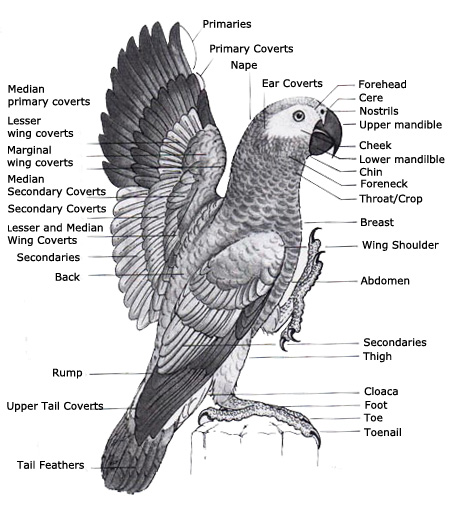 Primaries
Primary Coverts
Nape
Ear Coverts
Forehead
Cere
Nostrils
Upper mandible
Cheek
Lower mandilble
Chin
Foreneck
Throat/Crop
Breast
Wing Shoulder
Abdomen
Secondaries
Thigh
Cloaca
Foot
Toe
Toenail
Median
primary coverts
Lesser
wing coverts
Marginal
wing coverts
Median
Secondary Coverts
Secondary Coverts
Lesser and Median
Wing Coverts
Secondaries
Back
Rump
Upper Tail Coverts
Tail Feathers